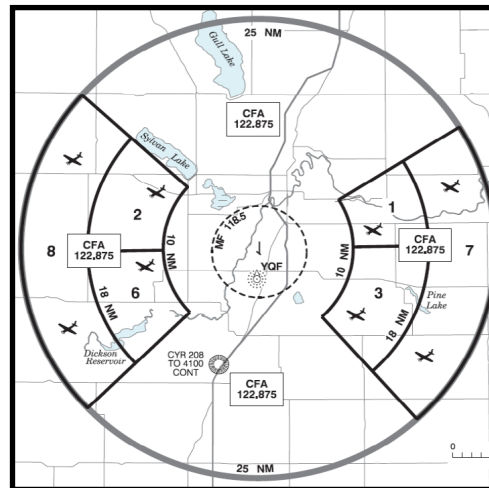 25 NM
Gull Lake
CFA
122.875
Sylvan Lake
1
2
MF 118.5
8
CFA
122.875
10 NM
YQF
10 NM
CFA
122.875
7
6
3
18 NM
Pine
Lake
18 NM
Dickson
Reservoir
CYR 208
TO 4100
CONT
CFA
122.875
0
25 NM